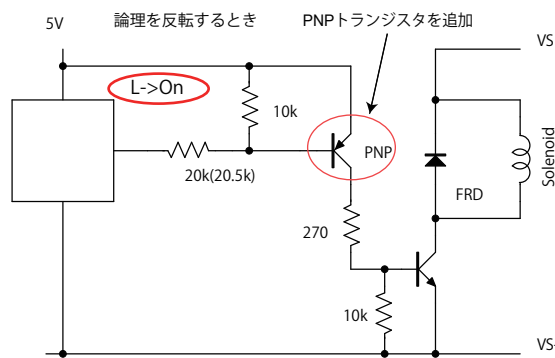 論理を反転するとき
PNPトランジスタを追加
5V
VS
L->On
10k
PNP
20k(20.5k)
Solenoid
FRD
270
10k
VS-